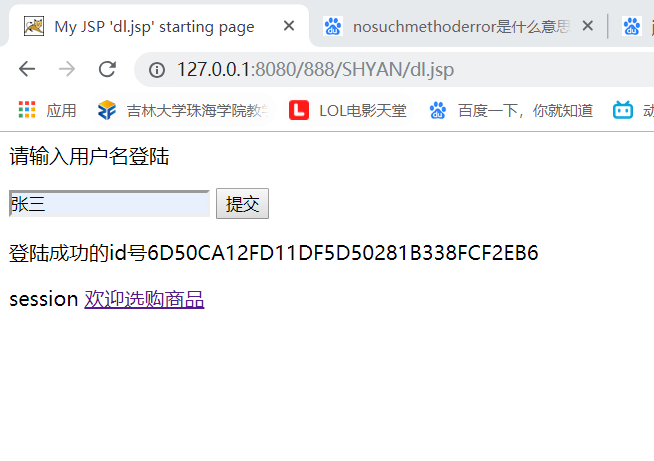 My JSP 'dl.jsp' starting page
nosuchmethoderror是什么意思
127.0.0.1:8080/888/SHYAN/dl.jsp
应用
吉林大学珠海学院教学
LOL电影天堂
百度一下，你就知道
动
请输入用户名登陆
张三 提交
登陆成功的id号6D50CA12FD11DF5D50281B338FCF2EB6
session 欢迎选购商品